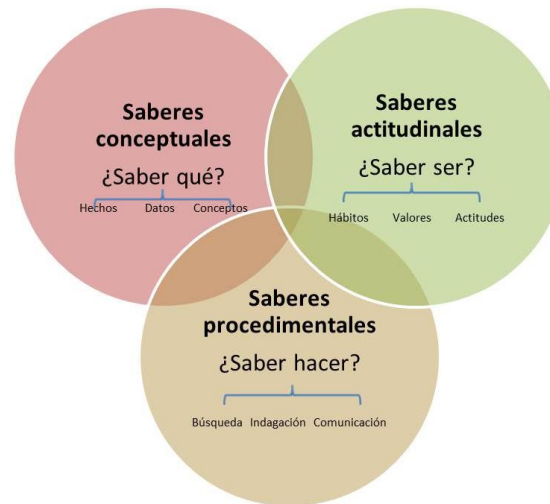 Saberes
conceptuales
¿Saber qué?
Hechos Datos Conceptos
Saberes
actitudinales
¿Saber ser?
Hábitos Valores Actitudes
Saberes
procedimentales
¿Saber hacer?
Búsqueda Indagación Comunicación